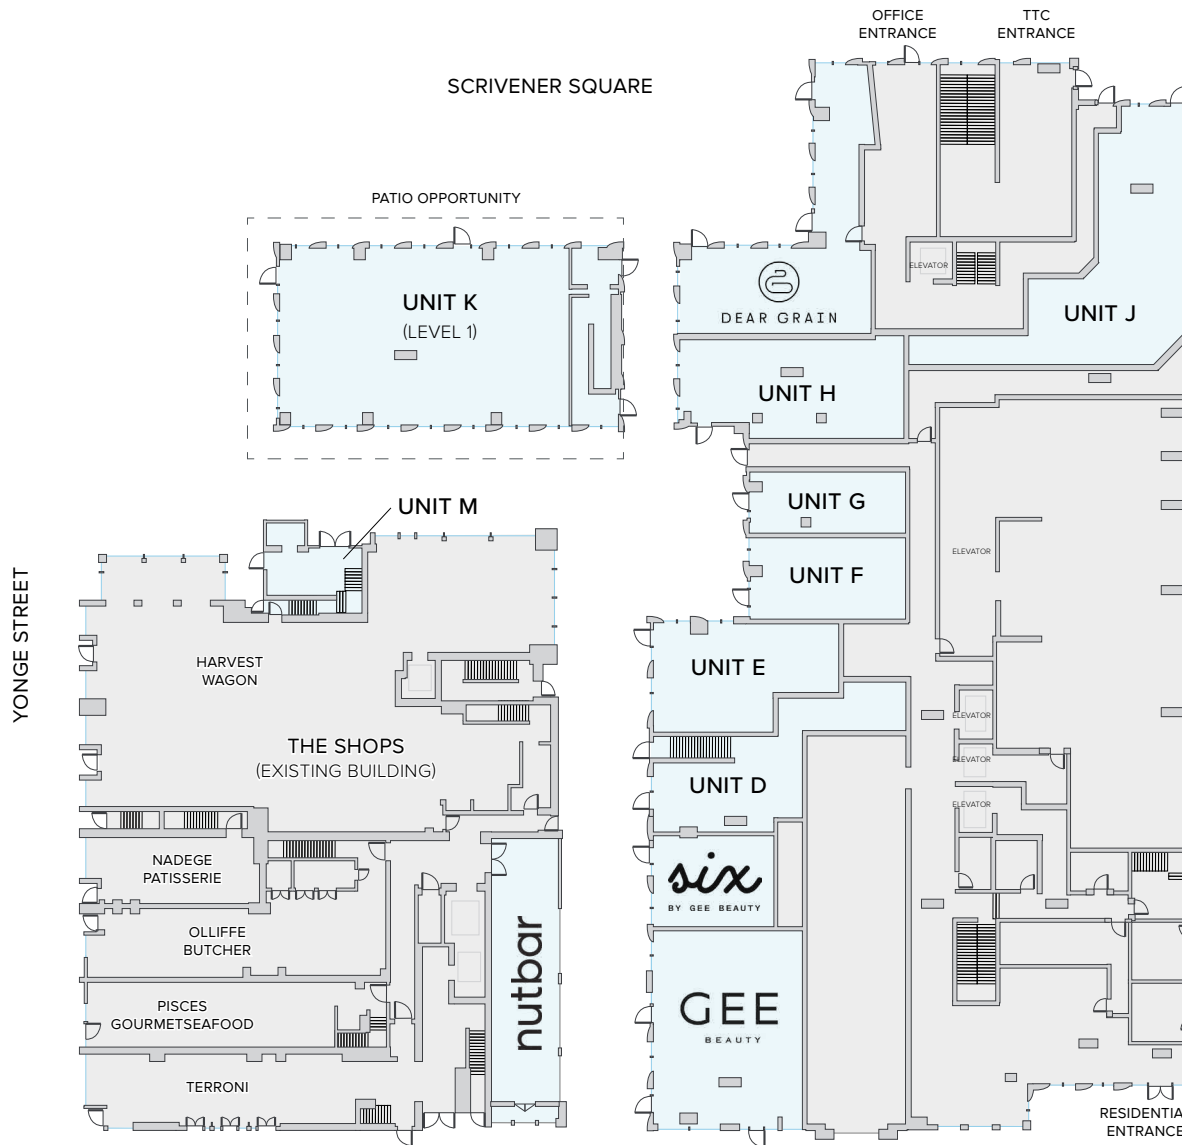 OFFICE
ENTRANCE
TTC
ENTRANCE
SCRIVENER SQUARE
PATIO OPPORTUNITY
UNIT K
(LEVEL 1)
ELEVATOR
DEAR GRAIN
UNIT J
UNIT H
UNIT M
UNIT G
ELEVATOR
UNIT F
YONGE STREET
HARVEST
WAGON
UNIT E
ELEVATOR
THE SHOPS
(EXISTING BUILDING)
ELEVATOR
UNIT D
ELEVATOR
NADEGE
PATISSERIE
six
BY GEE BEAUTY
OLLIFFE
BUTCHER
nutbar
PISCES
GOURMETSEAFOOD
GEE
BEAUTY
TERRONI
RESIDENTIA
ENTRANCE